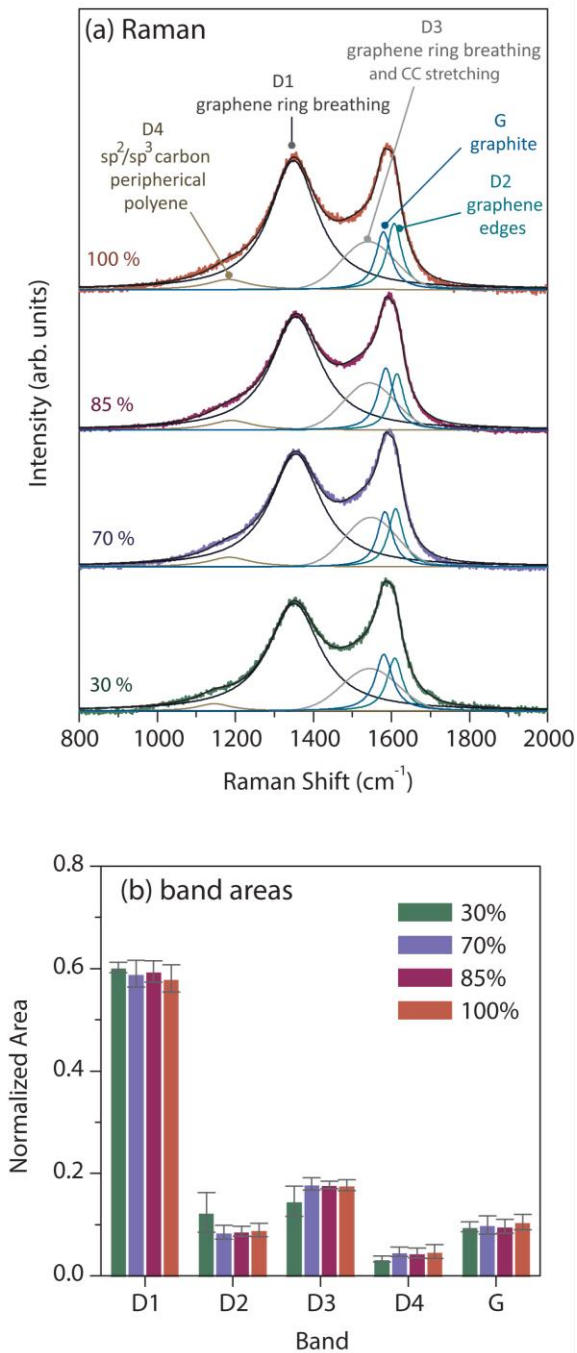 (a) Raman
D3
graphene ring breathing
and CC stretching
D1
graphene ring breathing
G
graphite
D4
sp²/sp³ carbon
peripherical
polyene
D2
graphene
edges
100 %
85 %
70 %
30 %
Intensity (arb. units)
800 1000 1200 1400 1600 1800 2000
Raman Shift (cm⁻¹)
(b) band areas
0.8
0.6
0.4
0.2
0.0
Normalized Area
30%
70%
85%
100%
D1 D2 D3 D4 G
Band